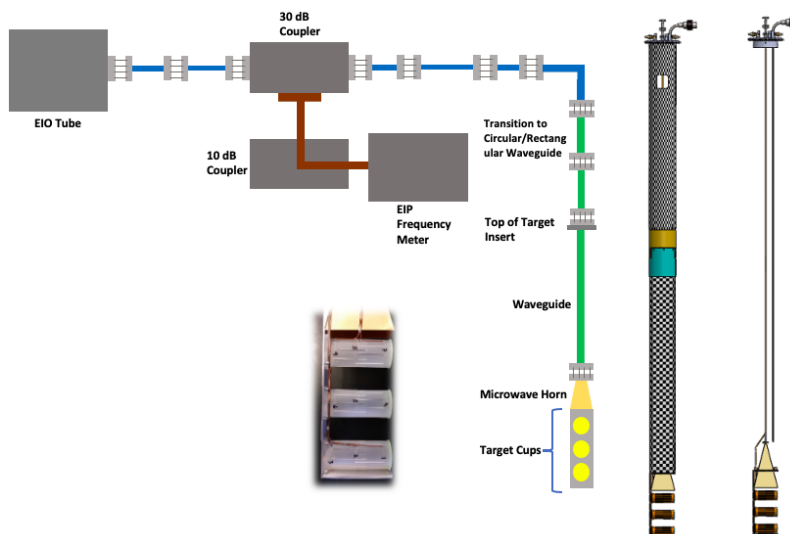 30 dB
Coupler
EIO Tube
10 dB
Coupler
EIP
Frequency
Meter
Transition to
Circular/Rectang
ular Waveguide
Top of Target
Insert
Waveguide
Microwave Horn
Target Cups